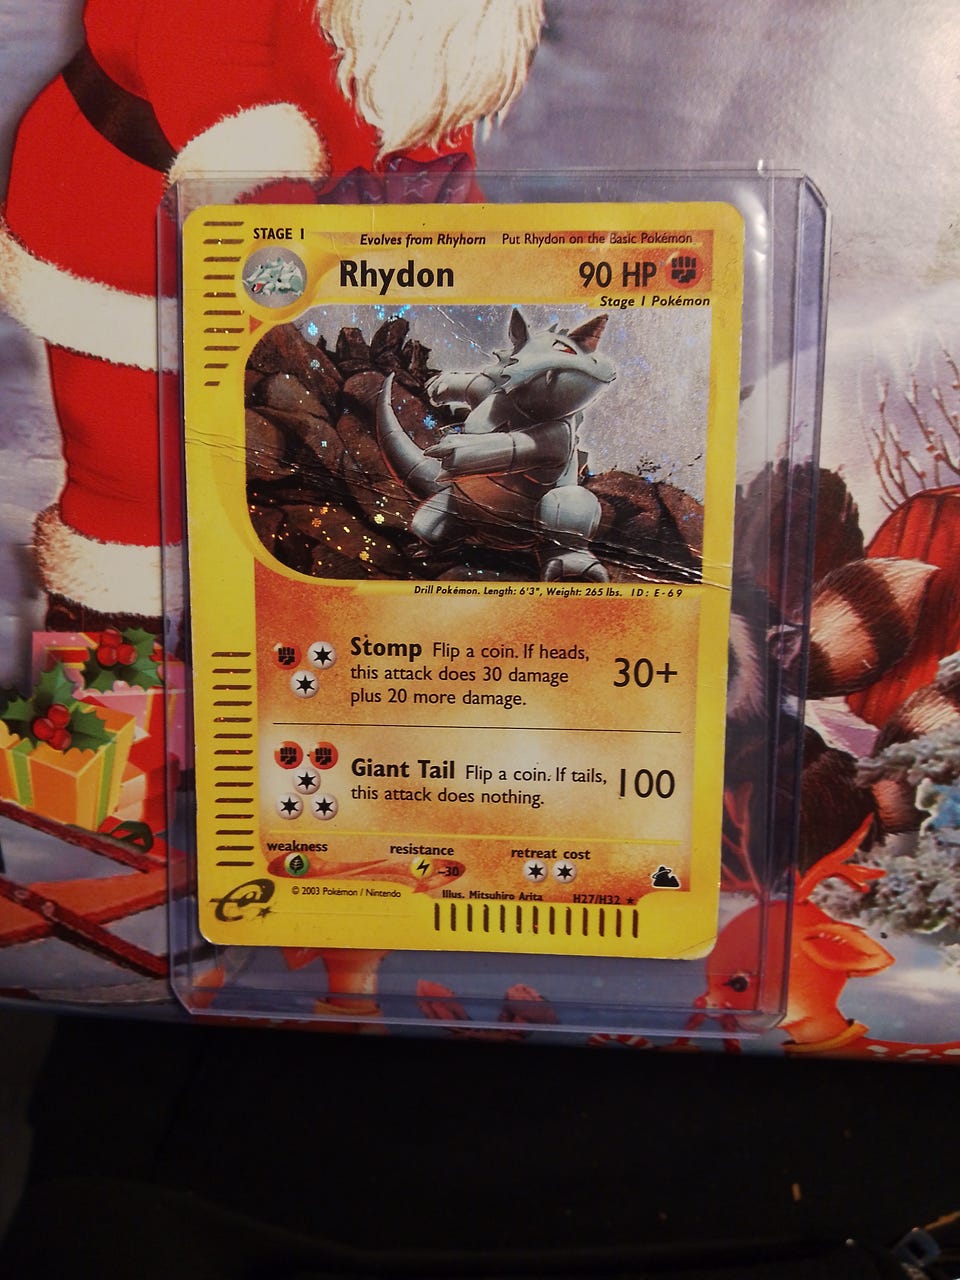 STAGE 1
Evolves from Rhyhorn Put Rhydon on the Basic Pokémon
Rhydon 90 HP
Stage 1 Pokémon
Drill Pokémon. Length: 6'3", Weight: 265 lbs. ID: E-69
Stomp Flip a coin. If heads,
this attack does 30 damage
plus 20 more damage.
30+
Giant Tail Flip a coin. If tails,
this attack does nothing.
100
weakness resistance retreat cost
-30
© 2003 Pokémon / Nintendo Illus. Mitsuhiro Arita H27/H32 ★
e